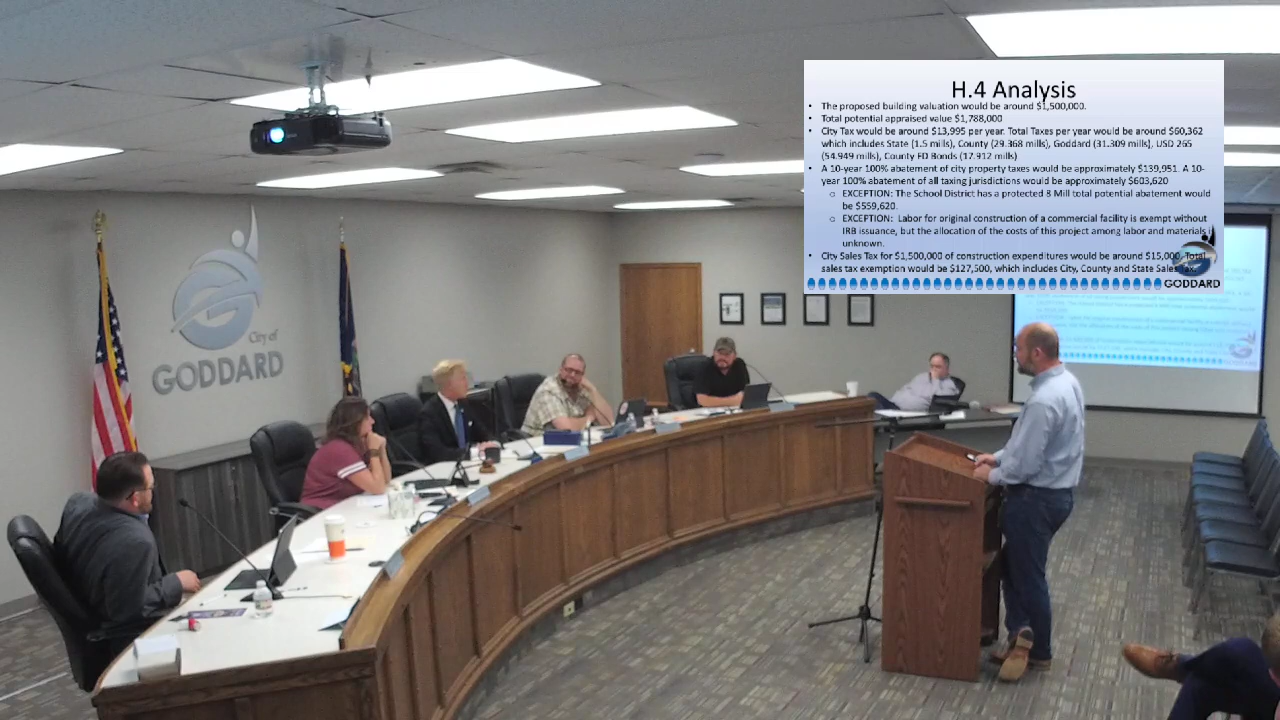 H.4 Analysis
• The proposed building valuation would be around $1,500,000.
• Total potential appraised value $1,788,000
• City Tax would be around $13,995 per year. Total Taxes per year would be around $60,362
which includes State (1.5 mills), County (29.368 mills), Goddard (31.309 mills), USD 265
(54.949 mills), County FD Bonds (17.912 mills)
• A 10-year 100% abatement of city property taxes would be approximately $139,951. A 10-
year 100% abatement of all taxing jurisdictions would be approximately $603,620
o EXCEPTION: The School District has a protected 8 Mill total potential abatement would
be $559,620.
o EXCEPTION: Labor for original construction of a commercial facility is exempt without
IRB issuance, but the allocation of the costs of this project among labor and materials i
unknown.
• City Sales Tax for $1,500,000 of construction expenditures would be around $15,000. Total
sales tax exemption would be $127,500, which includes City, County and State Sales Tax.
GODDARD
City of
GODDARD